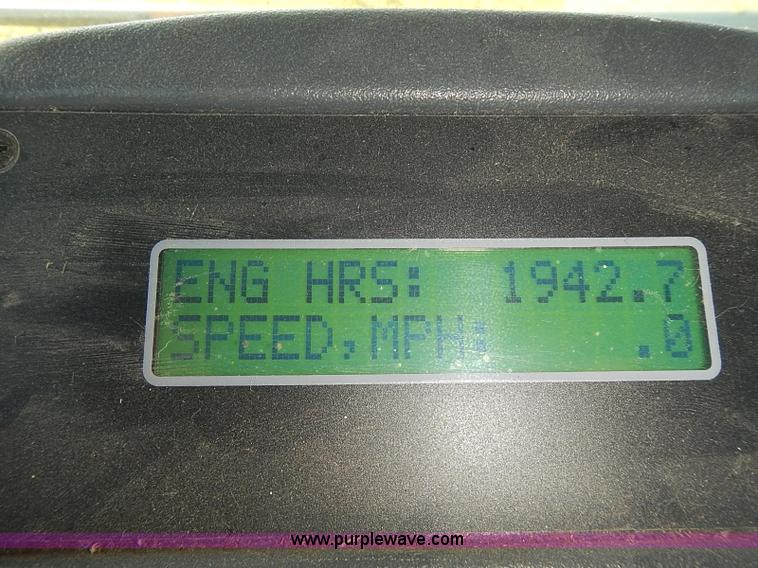 ENG HRS: 1942.7
SPEED,MPH: .0
www.purplewave.com